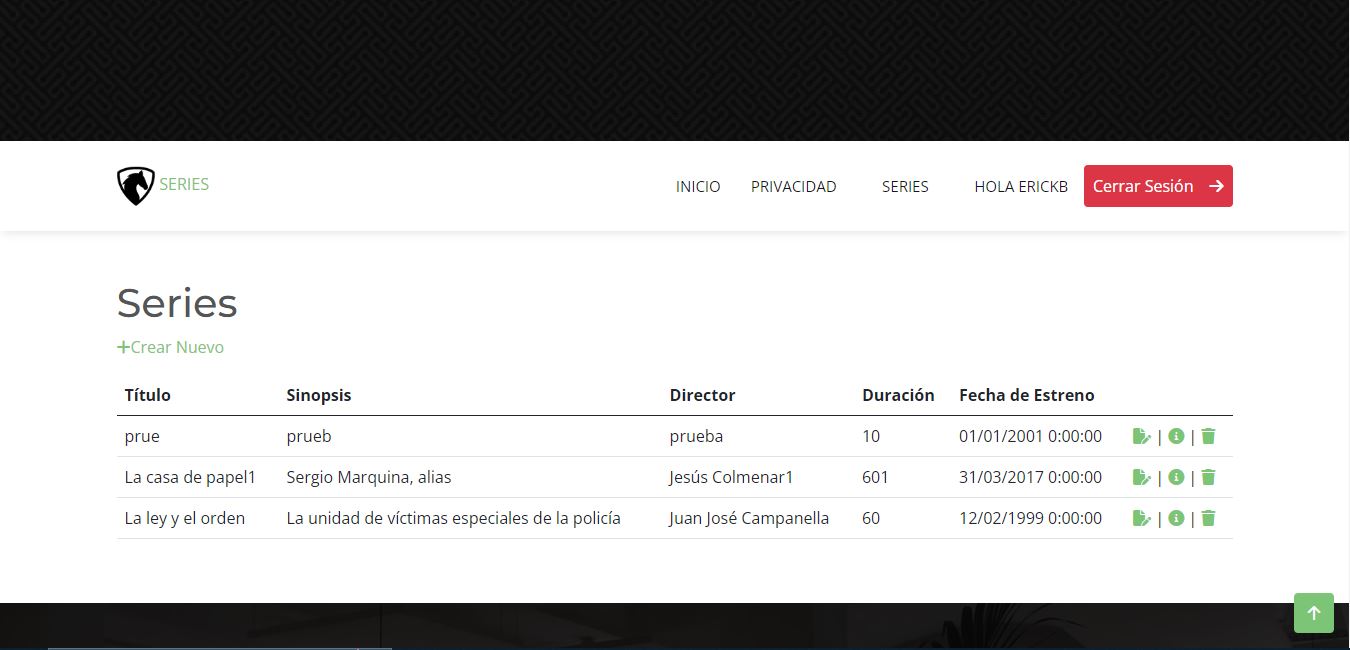 SERIES
INICIO PRIVACIDAD SERIES HOLA ERICKB Cerrar Sesión
Series
Crear Nuevo
Título Sinopsis Director Duración Fecha de Estreno
prue prueb prueba 10 01/01/2001 0:00:00 | |
La casa de papel1 Sergio Marquina, alias Jesús Colmenar1 601 31/03/2017 0:00:00 | |
La ley y el orden La unidad de víctimas especiales de la policía Juan José Campanella 60 12/02/1999 0:00:00 | |